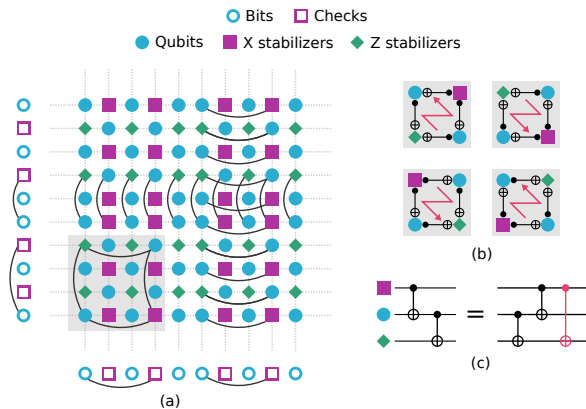 Bits Checks
Qubits X stabilizers Z stabilizers
(a)
(b)
=
(c)